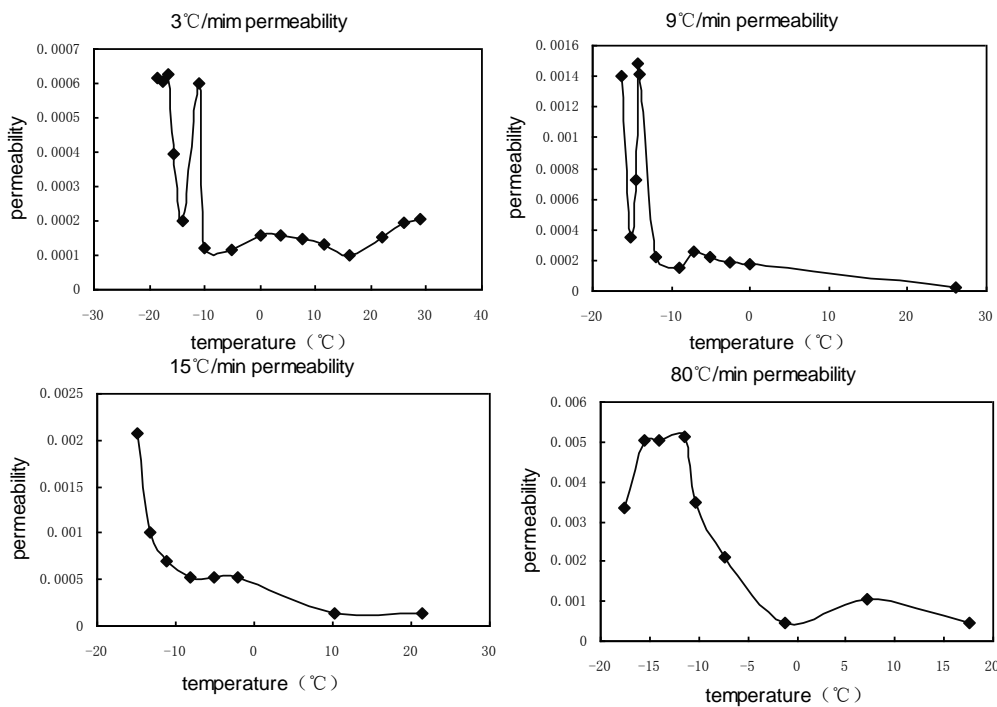 3℃/mim permeability
0.0007
0.0006
0.0005
0.0004
0.0003
0.0002
0.0001
0
permeability
-30 -20 -10 0 10 20 30 40
temperature（℃）
9℃/min permeability
0.0016
0.0014
0.0012
0.001
0.0008
0.0006
0.0004
0.0002
0
permeability
-20 -10 0 10 20 30
temperature（℃）
15℃/min permeability
0.0025
0.002
0.0015
0.001
0.0005
0
permeability
-20 -10 0 10 20 30
temperature（℃）
80℃/min permeability
0.006
0.005
0.004
0.003
0.002
0.001
0
permeability
-20 -15 -10 -5 0 5 10 15 20
temperature（℃）